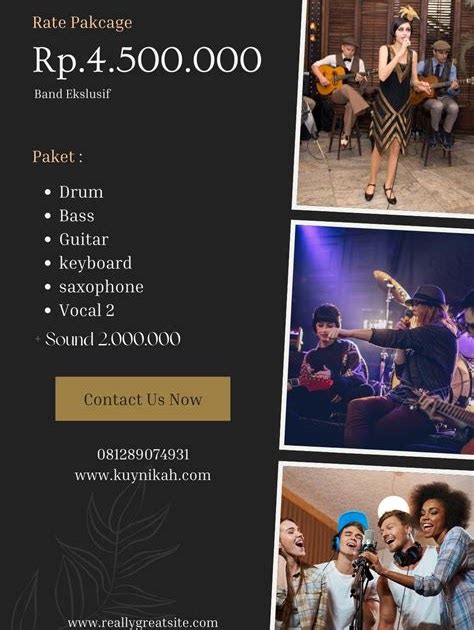 Rate Pakcage
Rp.4.500.000
Band Ekslusif
Paket :
• Drum
• Bass
• Guitar
• keyboard
• saxophone
• Vocal 2
+ Sound 2.000.000
Contact Us Now
081289074931
www.kuynikah.com
www.reallygreatsite.com